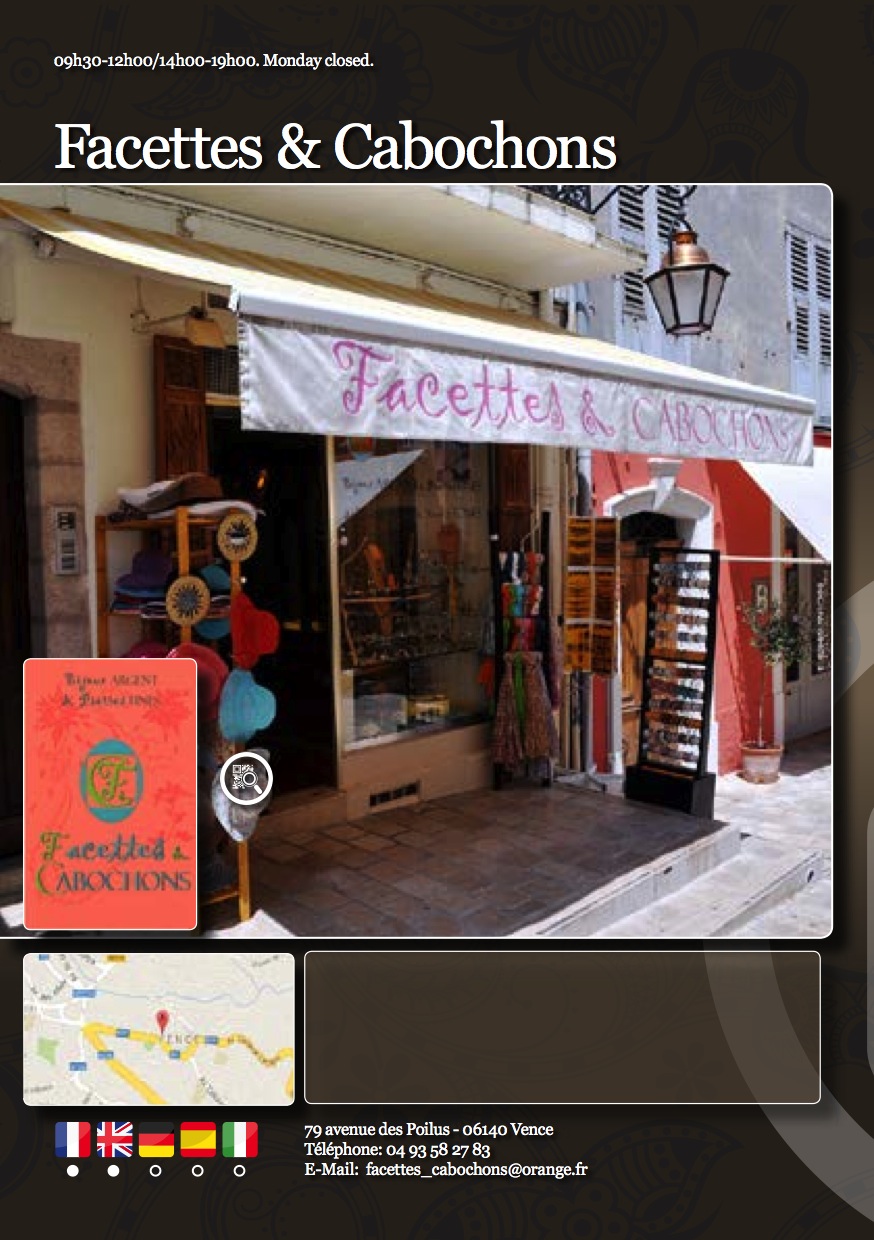 09h30-12h00/14h00-19h00. Monday closed.
Facettes & Cabochons
Facettes & CABOCHONS
Bijoux ARGENT
& Pierres FINES
F
Facettes &
CABOCHONS
VENCE
79 avenue des Poilus - 06140 Vence
Téléphone: 04 93 58 27 83
E-Mail: facettes_cabochons@orange.fr